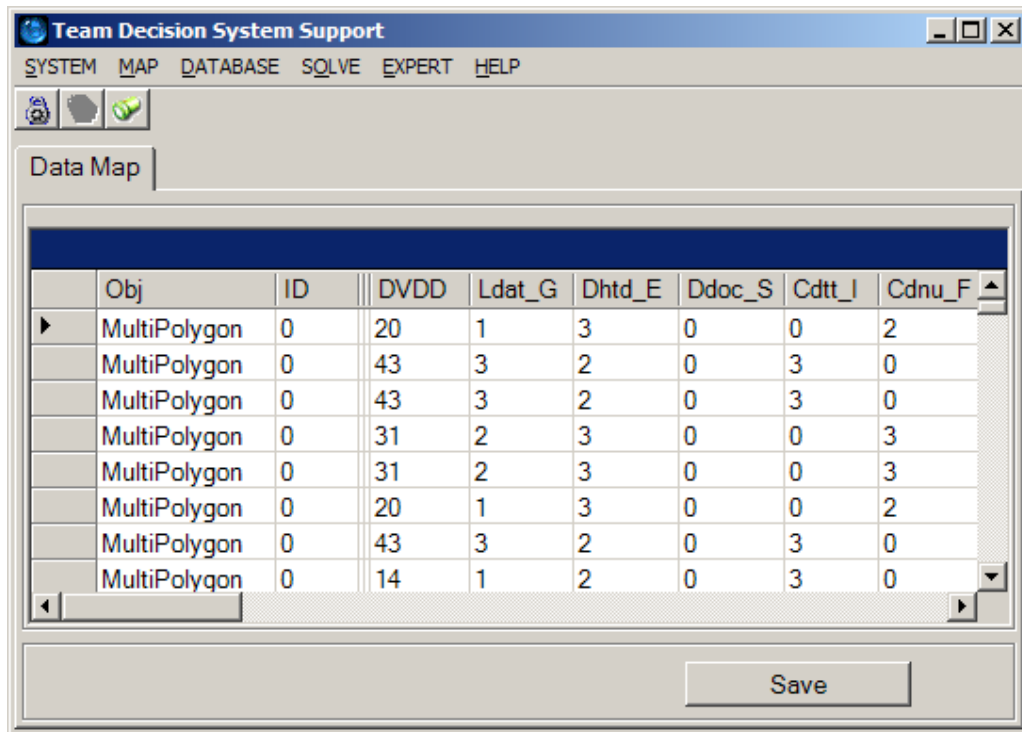 Team Decision System Support
SYSTEM MAP DATABASE SOLVE EXPERT HELP
Data Map
Obj ID DVDD Ldat_G Dhtd_E Ddoc_S Cdtt_I Cdnu_F
MultiPolygon 0 20 1 3 0 0 2
MultiPolygon 0 43 3 2 0 3 0
MultiPolygon 0 43 3 2 0 3 0
MultiPolygon 0 31 2 3 0 0 3
MultiPolygon 0 31 2 3 0 0 3
MultiPolygon 0 20 1 3 0 0 2
MultiPolygon 0 43 3 2 0 3 0
MultiPolygon 0 14 1 2 0 3 0
Save